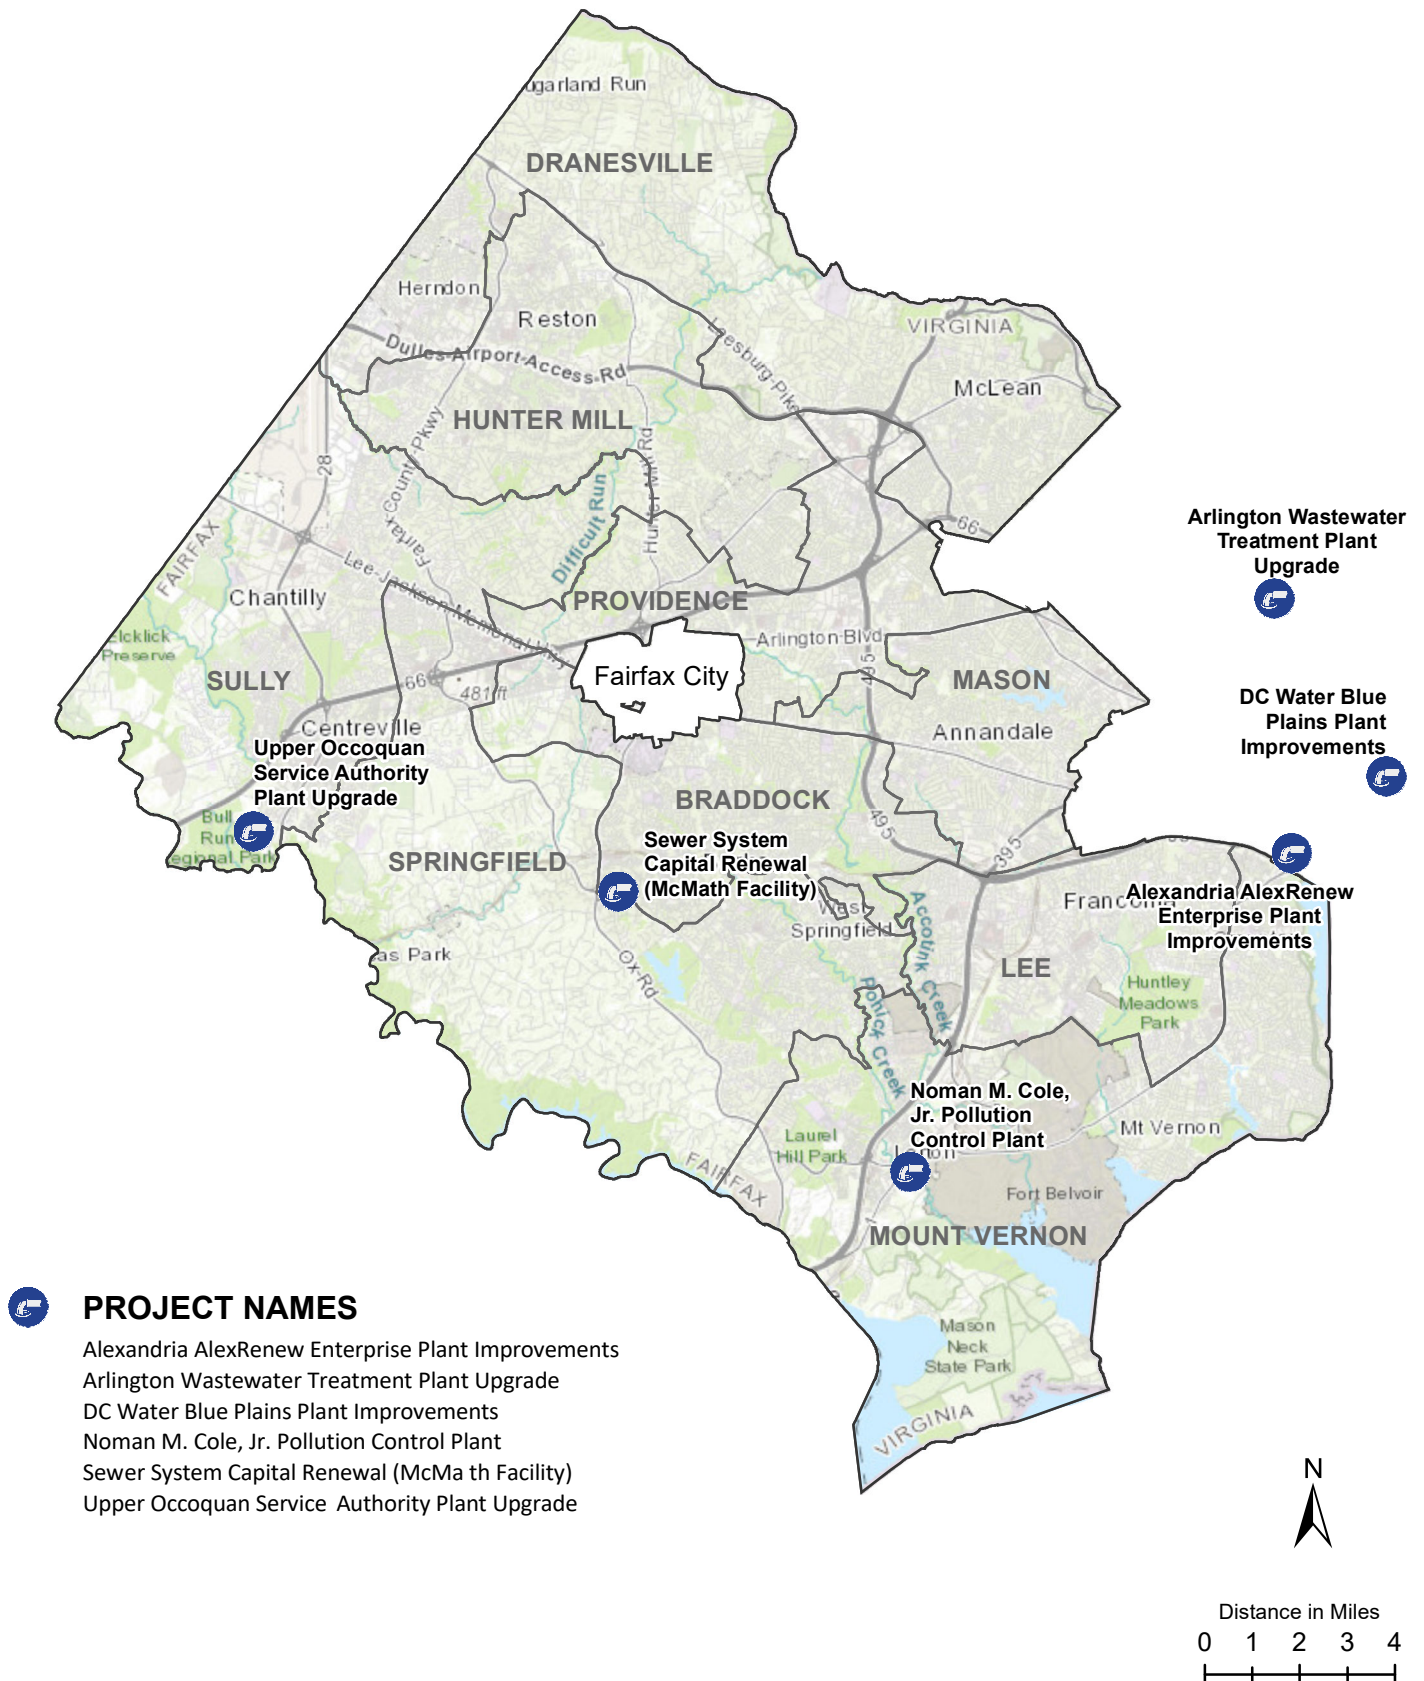 ugarland Run
DRANESVILLE
Herndon
Reston
VIRGINIA
Leesburg Pike
Dulles Airport Access Rd
McLean
HUNTER MILL
Fairfax County Pkwy
Hunter Mill Rd
28
66
Difficult Run
Arlington Wastewater
Treatment Plant
Upgrade
FAIRFAX
Lee-Jackson Memorial Hwy
Chantilly
PROVIDENCE
Elcklick
Preserve
Arlington Blvd
495
SULLY
66
481 ft
Fairfax City
MASON
Centreville
Annandale
DC Water Blue
Plains Plant
Improvements
Upper Occoquan
Service Authority
Plant Upgrade
BRADDOCK
Bull
Run
egional Park
495
395
SPRINGFIELD
Sewer System
Capital Renewal
(McMath Facility)
West
Springfield
Franconia
Alexandria AlexRenew
Enterprise Plant
Improvements
as Park
Ox Rd
Accotink Creek
LEE
Pohick Creek
Huntley
Meadows
Park
Noman M. Cole,
Jr. Pollution
Control Plant
Lorton
Mt Vernon
Laurel
Hill Park
FAIRFAX
Fort Belvoir
MOUNT VERNON
Mason
Neck
State Park
VIRGINIA
PROJECT NAMES
Alexandria AlexRenew Enterprise Plant Improvements
Arlington Wastewater Treatment Plant Upgrade
DC Water Blue Plains Plant Improvements
Noman M. Cole, Jr. Pollution Control Plant
Sewer System Capital Renewal (McMa th Facility)
Upper Occoquan Service Authority Plant Upgrade
N
Distance in Miles
0 1 2 3 4